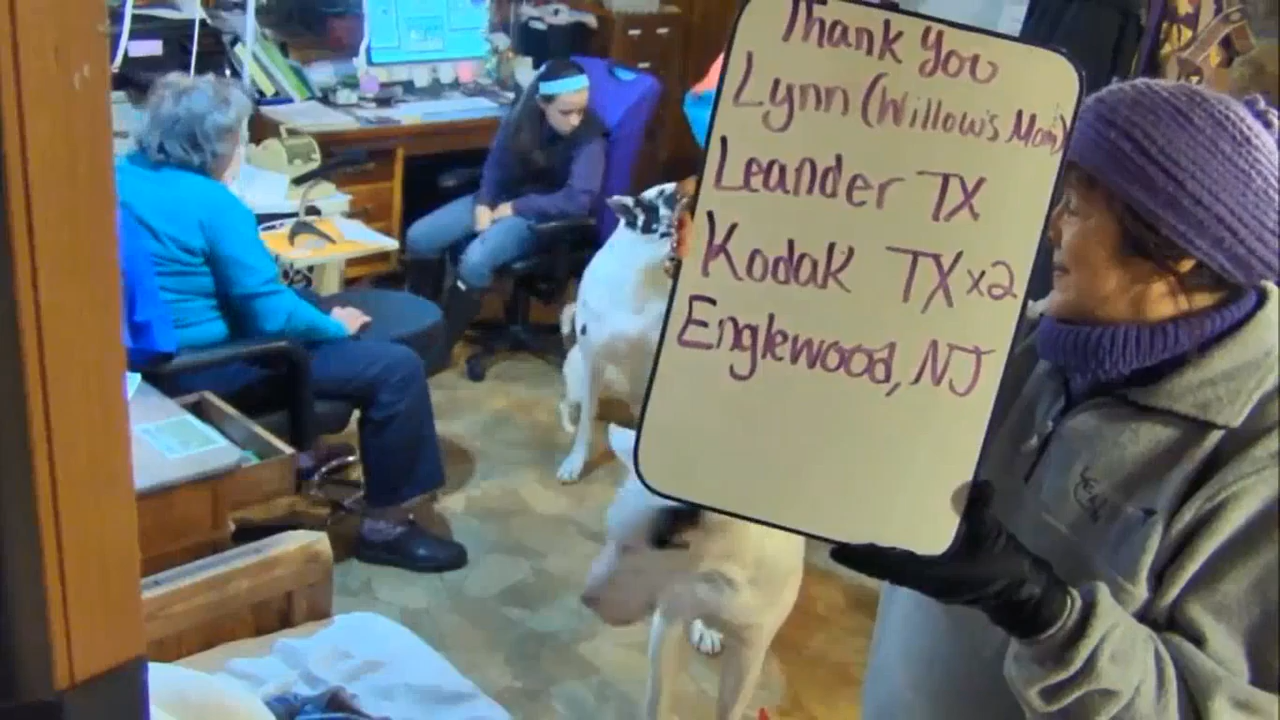 Thank You
Lynn (Willow's Mom)
Leander TX
Kodak TX x2
Englewood, NJ